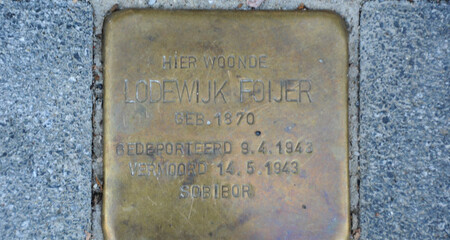 HIER WOONDE
LODEWIJK FOIJER
GEB. 1870
GEDEPORTEERD 9.4.1943
VERMOORD 14.5.1943
SOBIBOR